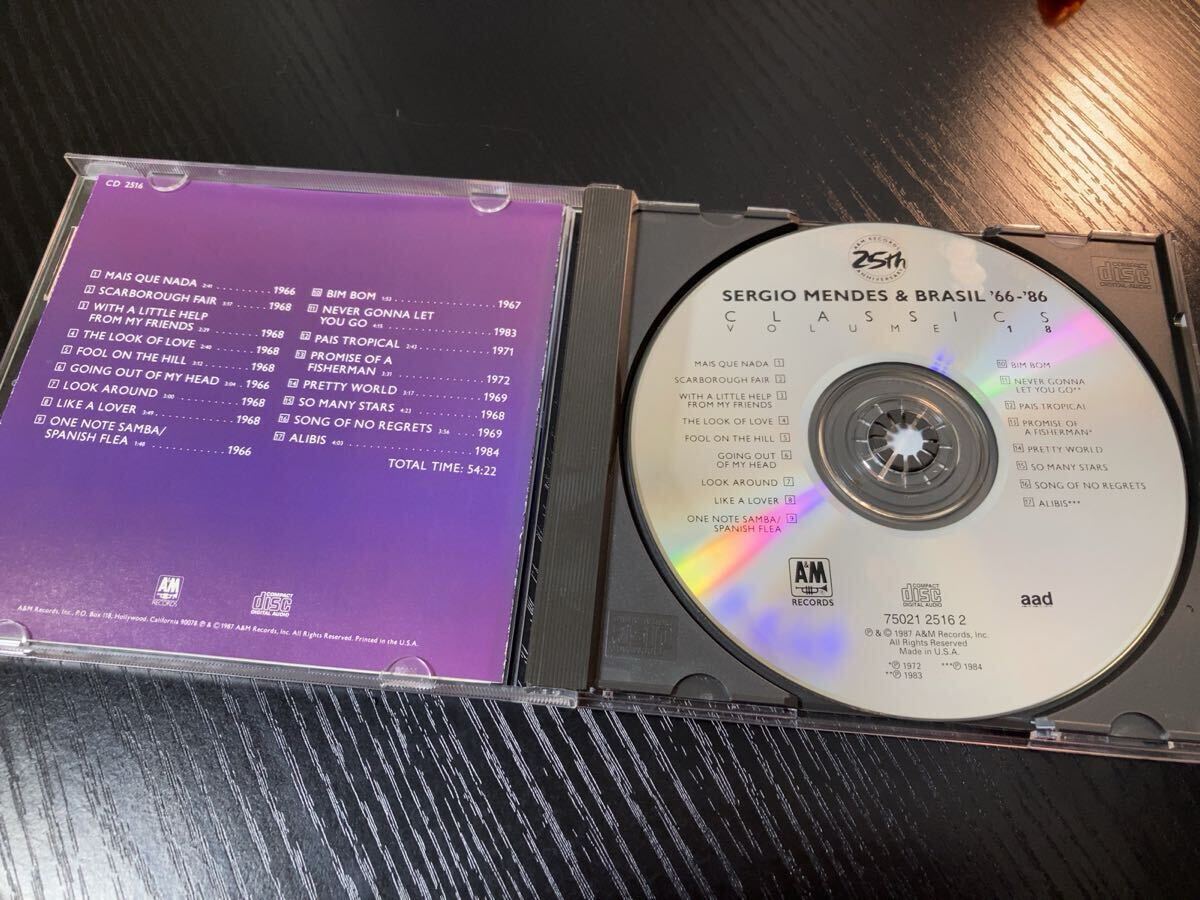 CD 2516
1 MAIS QUE NADA 2:41 .......... 1966
2 SCARBOROUGH FAIR 3:57 .......... 1968
3 WITH A LITTLE HELP
FROM MY FRIENDS 2:29 .......... 1968
4 THE LOOK OF LOVE 2:40 .......... 1968
5 FOOL ON THE HILL 3:12 .......... 1968
6 GOING OUT OF MY HEAD 3:04 .. 1966
7 LOOK AROUND 3:00 .......... 1968
8 LIKE A LOVER 3:49 .......... 1968
9 ONE NOTE SAMBA/
SPANISH FLEA 1:48 .......... 1966
10 BIM BOM 1:53 .......... 1967
11 NEVER GONNA LET
YOU GO 4:15 .......... 1983
12 PAIS TROPICAL 2:43 .......... 1971
13 PROMISE OF A
FISHERMAN 3:31 .......... 1972
14 PRETTY WORLD 3:17 .......... 1969
15 SO MANY STARS 4:23 .......... 1968
16 SONG OF NO REGRETS 3:56 .... 1969
17 ALIBIS 4:03 .......... 1984
TOTAL TIME: 54:22
A&M
RECORDS
COMPACT
disc
DIGITAL AUDIO
A&M Records, Inc., P.O. Box 118, Hollywood, California 90078 ℗ & © 1987 A&M Records, Inc. All Rights Reserved. Printed in the U.S.A.
A&M RECORDS
25th
ANNIVERSARY
SERGIO MENDES & BRASIL '66-'86
CLASSICS
VOLUME 18
MAIS QUE NADA 1
SCARBOROUGH FAIR 2
WITH A LITTLE HELP 3
FROM MY FRIENDS
THE LOOK OF LOVE 4
FOOL ON THE HILL 5
GOING OUT 6
OF MY HEAD
LOOK AROUND 7
LIKE A LOVER 8
ONE NOTE SAMBA/ 9
SPANISH FLEA
10 BIM BOM
11 NEVER GONNA
LET YOU GO**
12 PAIS TROPICAL
13 PROMISE OF
A FISHERMAN*
14 PRETTY WORLD
15 SO MANY STARS
16 SONG OF NO REGRETS
17 ALIBIS***
A&M
RECORDS
COMPACT
disc
DIGITAL AUDIO
aad
75021 2516 2
℗ & © 1987 A&M Records, Inc.
All Rights Reserved
Made in U.S.A.
*℗ 1972 ***℗ 1984
**℗ 1983
COMPACT
disc
DIGITAL AUDIO